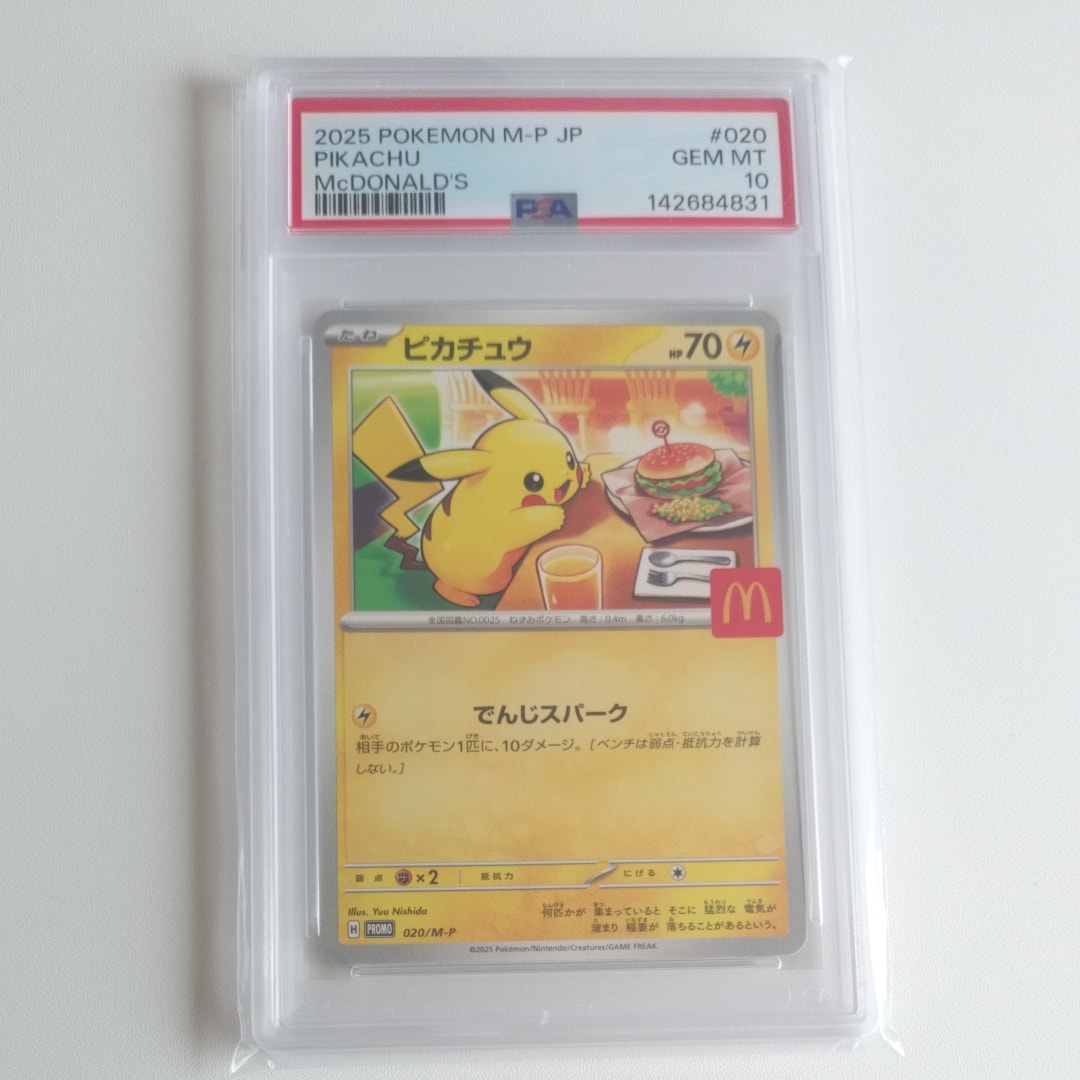 2025 POKEMON M-P JP #020
PIKACHU GEM MT
McDONALD'S 10
PSA 142684831
たね ピカチュウ HP70
全国図鑑NO.0025 ねずみポケモン 高さ:0.4m 重さ:6.0kg
M
でんじスパーク
相手のポケモン1匹に、10ダメージ。[ベンチは弱点・抵抗力を計算
しない。]
弱点 ×2 抵抗力 にげる
Illus. Yuu Nishida
何匹かが 集まっていると そこに 猛烈な 電気が
溜まり 稲妻が 落ちることがあるという。
H PROMO 020/M-P
©2025 Pokémon/Nintendo/Creatures/GAME FREAK.